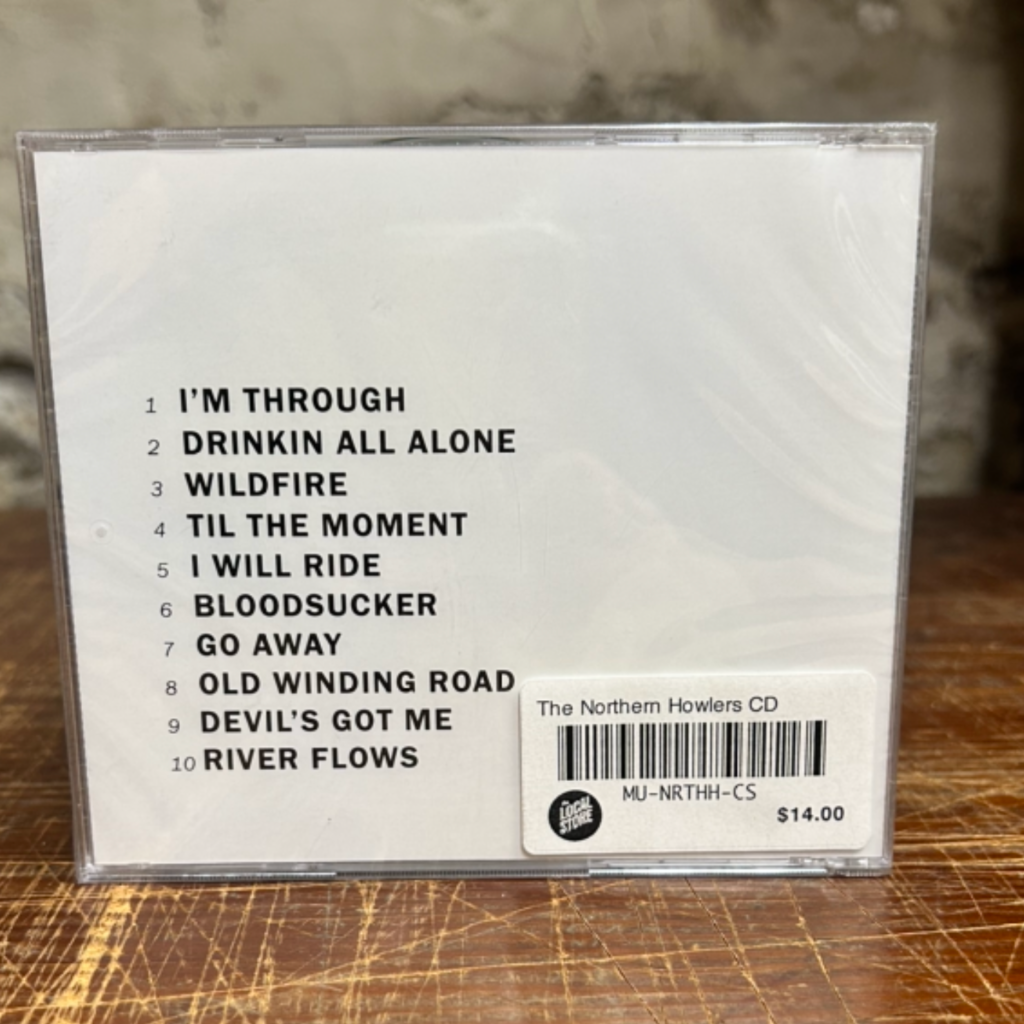 1 I'M THROUGH
2 DRINKIN ALL ALONE
3 WILDFIRE
4 TIL THE MOMENT
5 I WILL RIDE
6 BLOODSUCKER
7 GO AWAY
8 OLD WINDING ROAD
9 DEVIL'S GOT ME
10 RIVER FLOWS
The Northern Howlers CD
MU-NRTHH-CS
LOCAL
STORE
$14.00